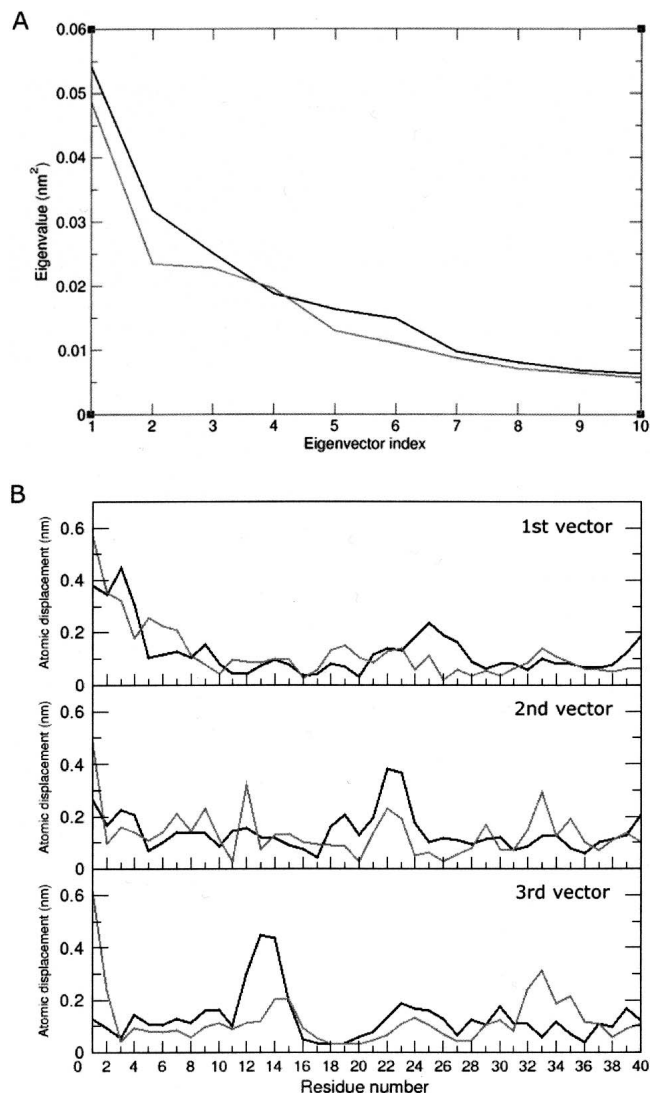 A
0.06
0.05
0.04
0.03
0.02
0.01
0
Eigenvalue (nm²)
1 2 3 4 5 6 7 8 9 10
Eigenvector index
B
1st vector
0.6
0.4
0.2
0
Atomic displacement (nm)
2nd vector
0.6
0.4
0.2
0
Atomic displacement (nm)
3rd vector
0.6
0.4
0.2
0
Atomic displacement (nm)
2 4 6 8 10 12 14 16 18 20 22 24 26 28 30 32 34 36 38 40
Residue number